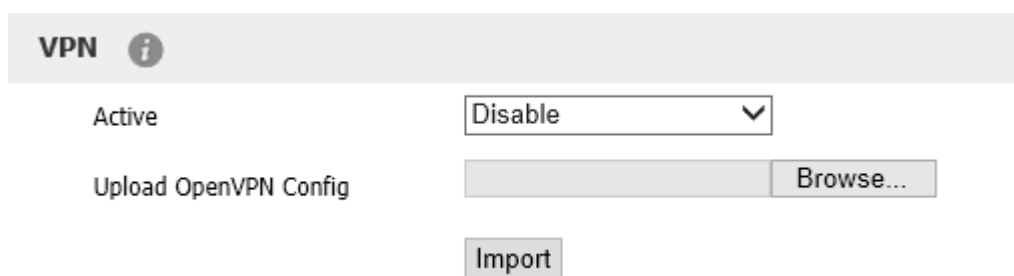 VPN i
Active Disable
Upload OpenVPN Config Browse...
Import